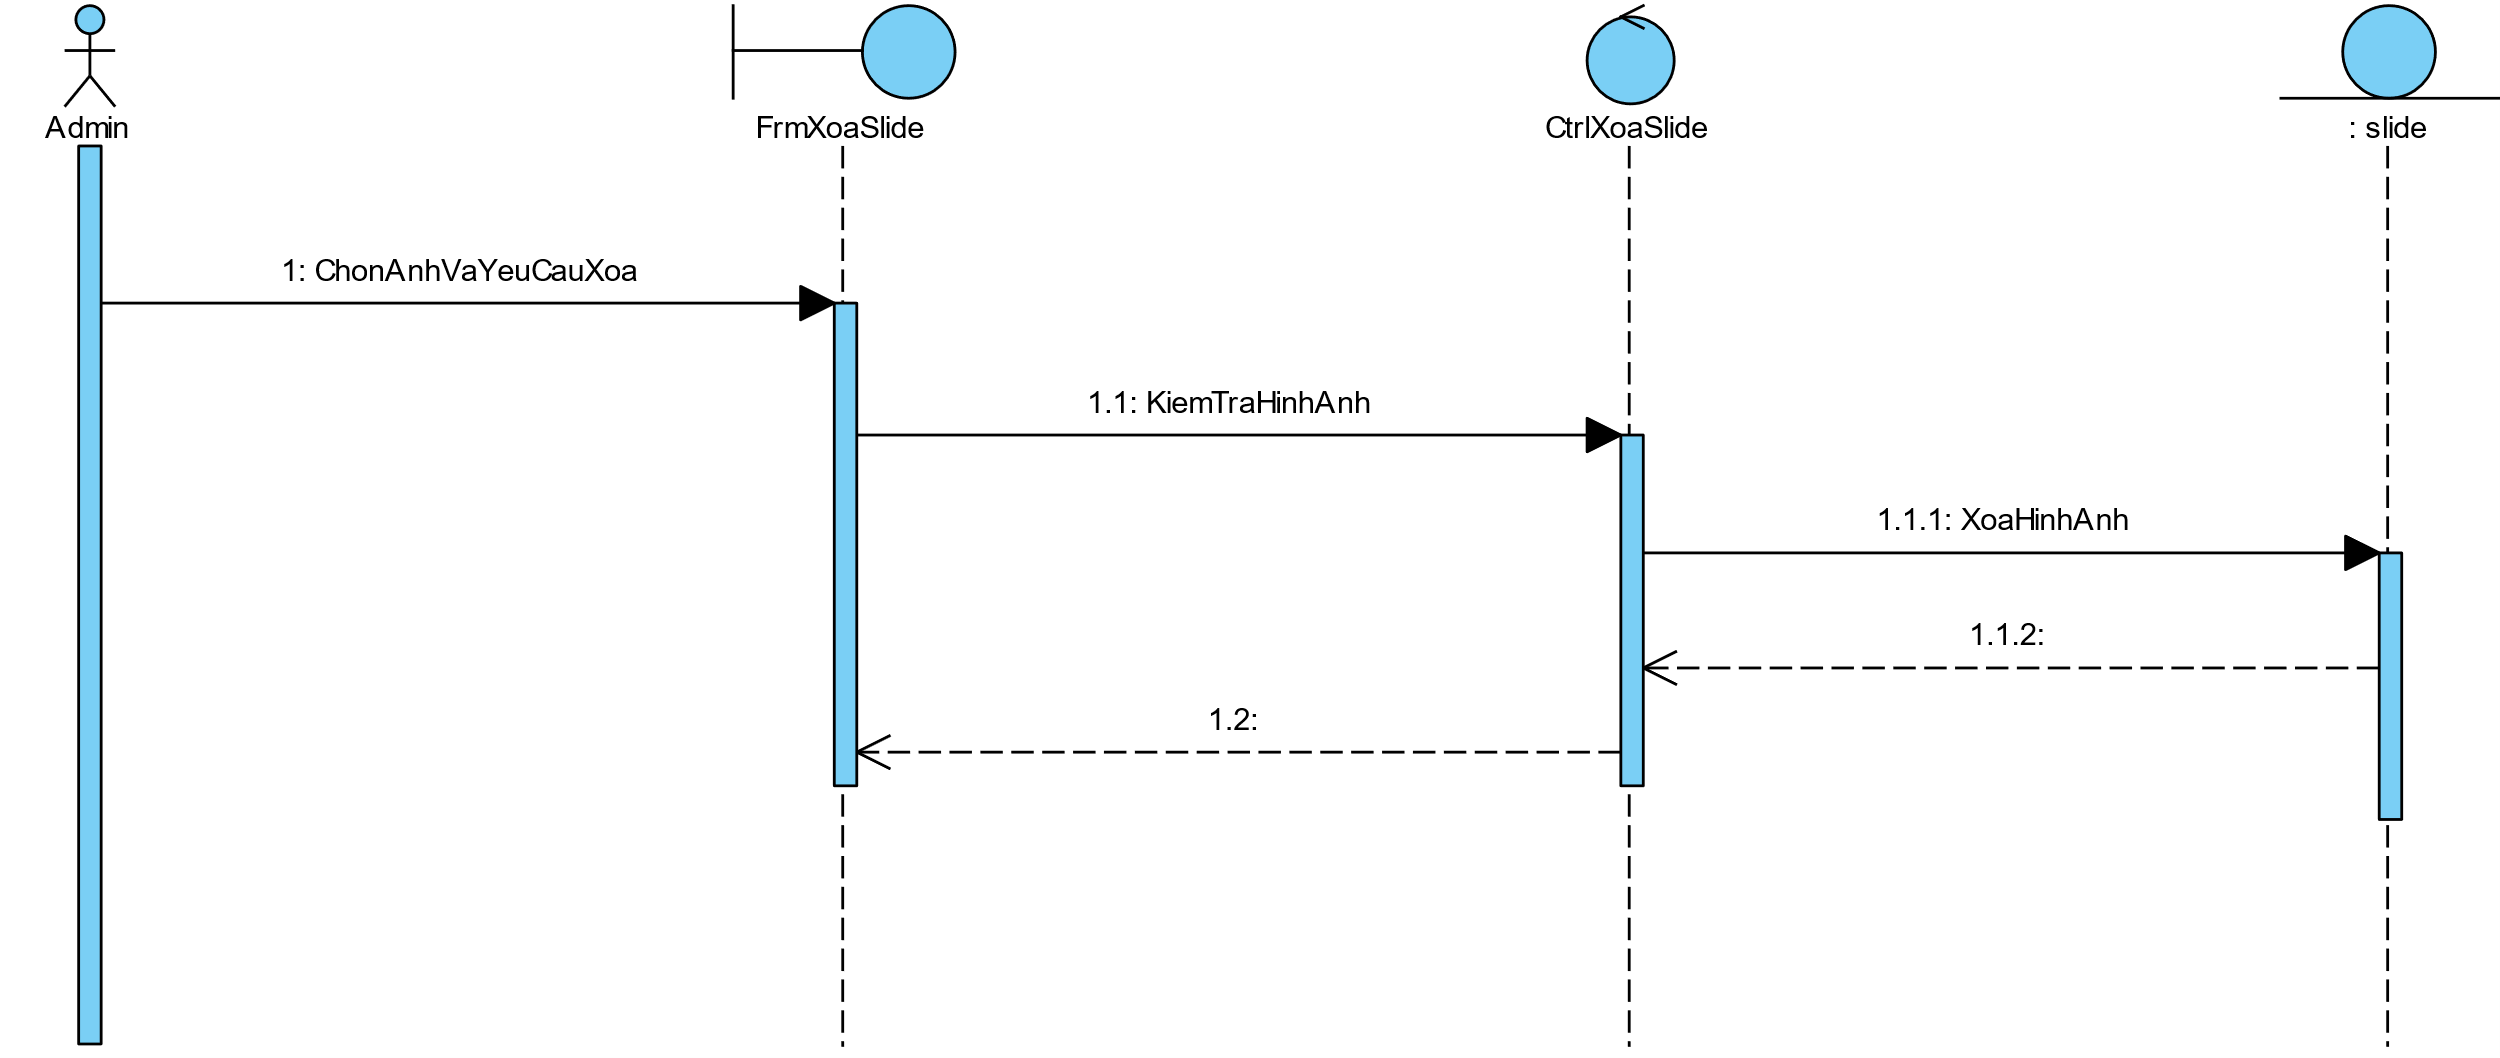 Admin
FrmXoaSlide
CtrlXoaSlide
: slide
1: ChonAnhVaYeuCauXoa
1.1: KiemTraHinhAnh
1.1.1: XoaHinhAnh
1.1.2:
1.2: